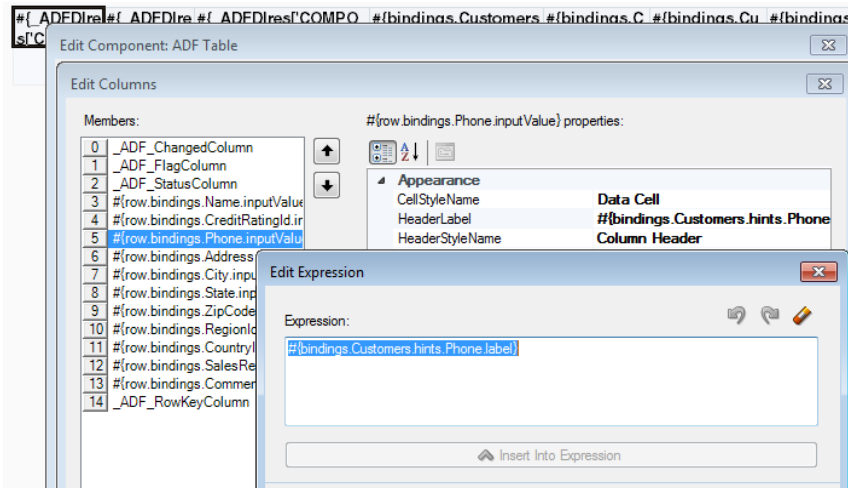 #{_ADEDIre #{_ADEDIre #{_ADEDIres['COMPO #{bindings.Customers #{bindings.C #{bindings.Cu #{bindings
s['C
Edit Component: ADF Table
Edit Columns
Members:
#{row.bindings.Phone.inputValue} properties:
0 _ADF_ChangedColumn
1 _ADF_FlagColumn
2 _ADF_StatusColumn
3 #{row.bindings.Name.inputValue
4 #{row.bindings.CreditRatingId.ir
5 #{row.bindings.Phone.inputValu
6 #{row.bindings.Address
7 #{row.bindings.City.inpu
8 #{row.bindings.State.inp
9 #{row.bindings.ZipCode
10 #{row.bindings.RegionId
11 #{row.bindings.CountryI
12 #{row.bindings.SalesRe
13 #{row.bindings.Commer
14 _ADF_RowKeyColumn
Appearance
CellStyleName Data Cell
HeaderLabel #{bindings.Customers.hints.Phone
HeaderStyleName Column Header
Edit Expression
Expression:
#{bindings.Customers.hints.Phone.label}
Insert Into Expression